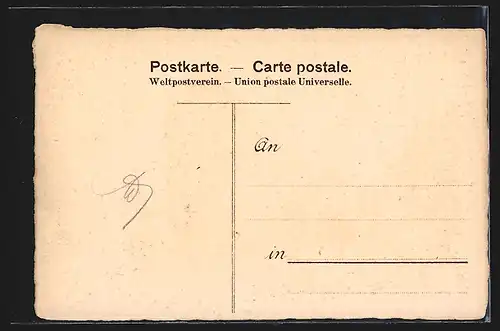 Postkarte. — Carte postale.
Weltpostverein. – Union postale Universelle.
An
in